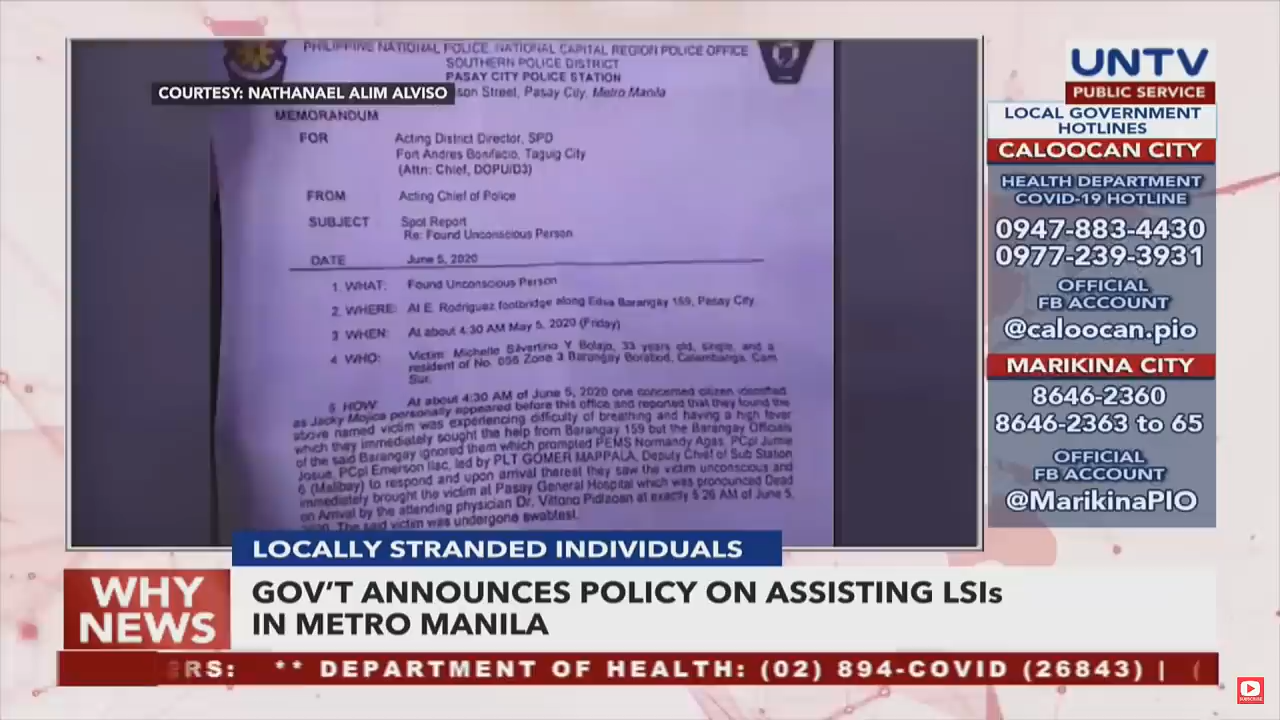 PHILIPPINE NATIONAL POLICE, NATIONAL CAPITAL REGION POLICE OFFICE
SOUTHERN POLICE DISTRICT
PASAY CITY POLICE STATION
son Street, Pasay City, Metro Manila
COURTESY: NATHANAEL ALIM ALVISO
MEMORANDUM
FOR Acting District Director, SPD
Fort Andres Bonifacio, Taguig City
(Attn: Chief, DOPU/D3)
FROM Acting Chief of Police
SUBJECT Spot Report
Re: Found Unconscious Person
DATE June 5, 2020
1. WHAT: Found Unconscious Person
2. WHERE: At E. Rodriguez footbridge along Edsa Barangay 159, Pasay City
3 WHEN: At about 4:30 AM May 5, 2020 (Friday)
4 WHO: Victim: Michelle Silvertino Y Bolajo, 33 years old, single, and a
resident of No. 056 Zone 3 Barangay Borabod, Calambanga, Cam
Sur.
5 HOW At about 4:30 AM of June 5, 2020 one concerned citizen identified
as Jacky Mojica personally appeared before this office and reported that they found the
above named victim was experiencing difficulty of breathing and having a high fever
which they immediately sought the help from Barangay 159 but the Barangay Officials
of the said Barangay ignored them which prompted PEMS Normandy Agas, PCpl Jumie
Josue, PCpl Emerson Ilac, led by PLT GOMER MAPPALA, Deputy Chief of Sub Station
6 (Malibay) to respond and upon arrival thereat they saw the victim unconscious and
immediately brought the victim at Pasay General Hospital which was pronounced Dead
on Arrival by the attending physician Dr. Vittorio Pidlaoan at exactly 5:26 AM of June 5,
The said victim was undergone swabtest.
UNTV
PUBLIC SERVICE
LOCAL GOVERNMENT
HOTLINES
CALOOCAN CITY
HEALTH DEPARTMENT
COVID-19 HOTLINE
0947-883-4430
0977-239-3931
OFFICIAL
FB ACCOUNT
@caloocan.pio
MARIKINA CITY
8646-2360
8646-2363 to 65
OFFICIAL
FB ACCOUNT
@MarikinaPIO
LOCALLY STRANDED INDIVIDUALS
WHY
NEWS
GOV'T ANNOUNCES POLICY ON ASSISTING LSIs
IN METRO MANILA
RS: ** DEPARTMENT OF HEALTH: (02) 894-COVID (26843) | (
SUBSCRIBE